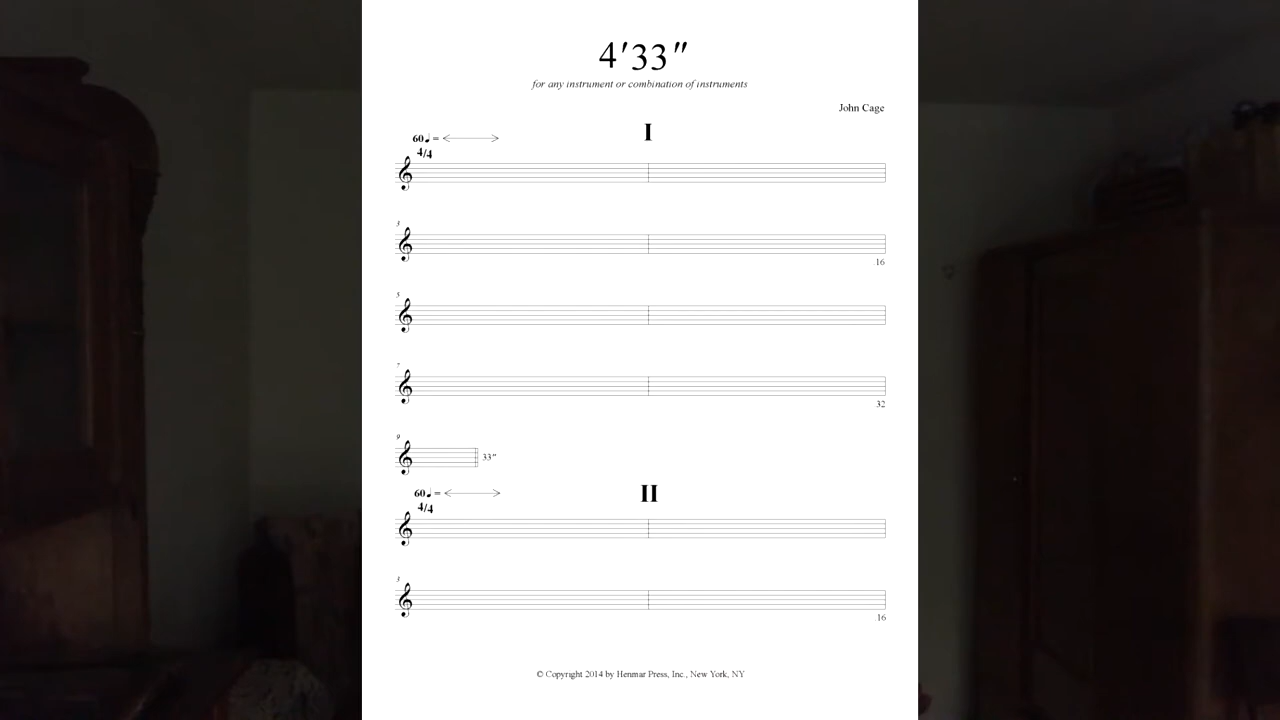 4'33"
for any instrument or combination of instruments
John Cage
I
60♩ =
4/4
3
.16
5
7
32
9
33"
60♩ =
II
4/4
3
.16
© Copyright 2014 by Henmar Press, Inc., New York, NY